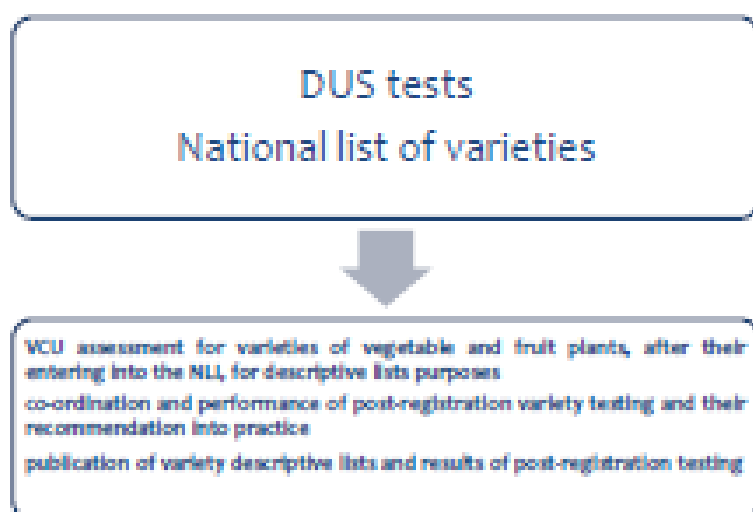 DUS tests
National list of varieties
VCU assessment for varieties of vegetable and fruit plants, after their
entering into the NLI, for descriptive lists purposes
co-ordination and performance of post-registration variety testing and their
recommendation into practice
publication of variety descriptive lists and results of post-registration testing